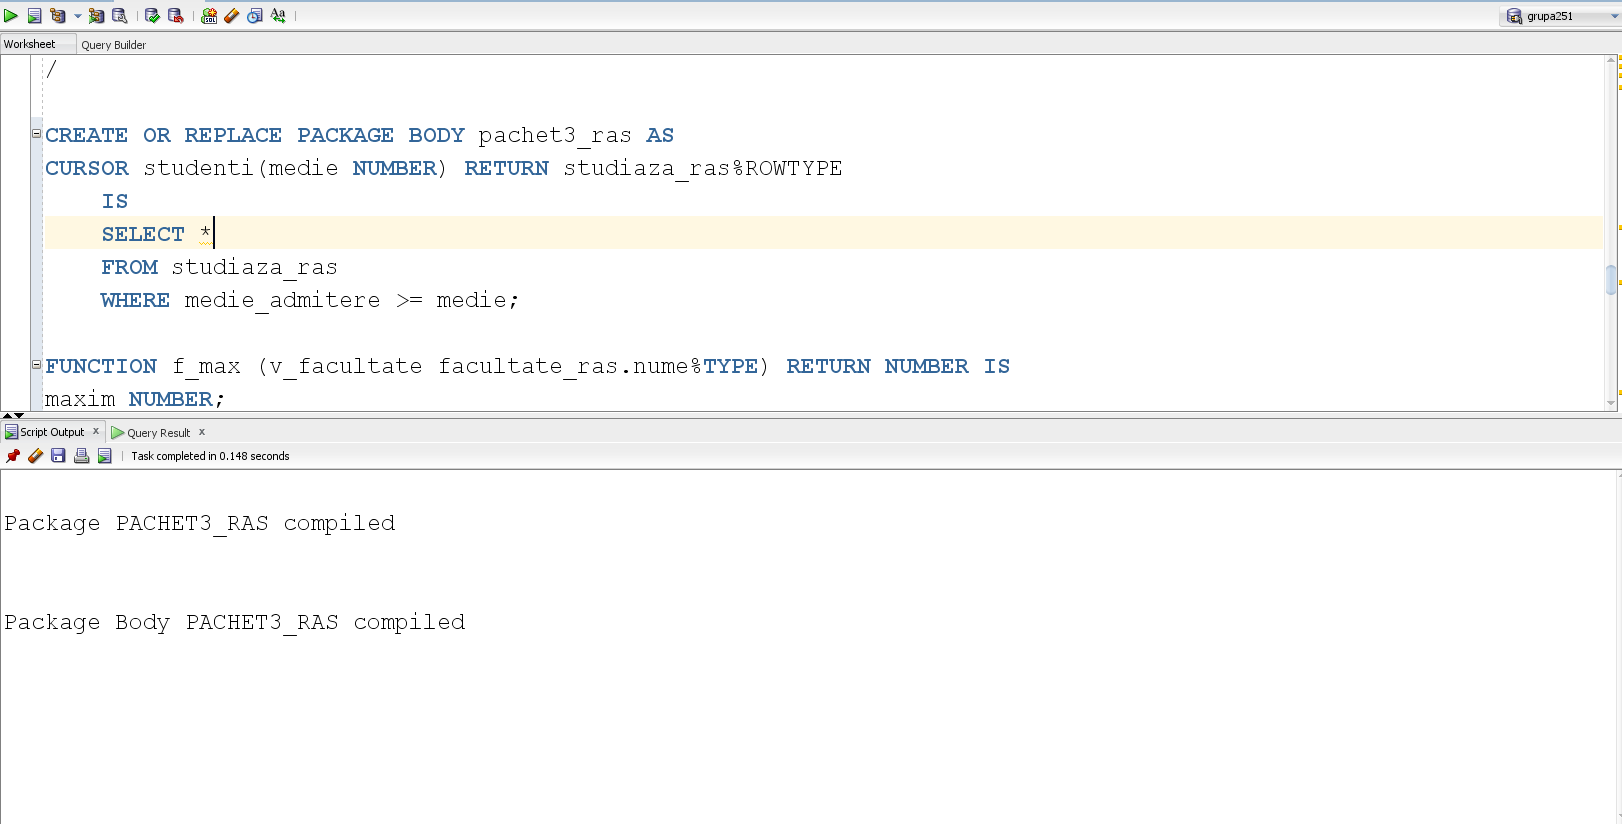 grupa251
Worksheet Query Builder
/
CREATE OR REPLACE PACKAGE BODY pachet3_ras AS
CURSOR studenti(medie NUMBER) RETURN studiaza_ras%ROWTYPE
IS
SELECT *
FROM studiaza_ras
WHERE medie_admitere >= medie;
FUNCTION f_max (v_facultate facultate_ras.nume%TYPE) RETURN NUMBER IS
maxim NUMBER;
Script Output x Query Result x
Task completed in 0.148 seconds
Package PACHET3_RAS compiled
Package Body PACHET3_RAS compiled